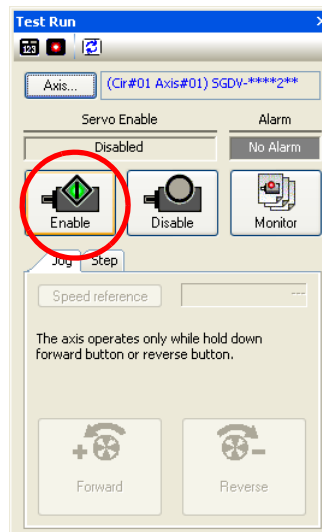 Test Run
123
Axis... (Cir#01 Axis#01) SGDV-****2**
Servo Enable Alarm
Disabled No Alarm
Enable Disable Monitor
Jog Step
Speed reference ---
The axis operates only while hold down
forward button or reverse button.
Forward Reverse